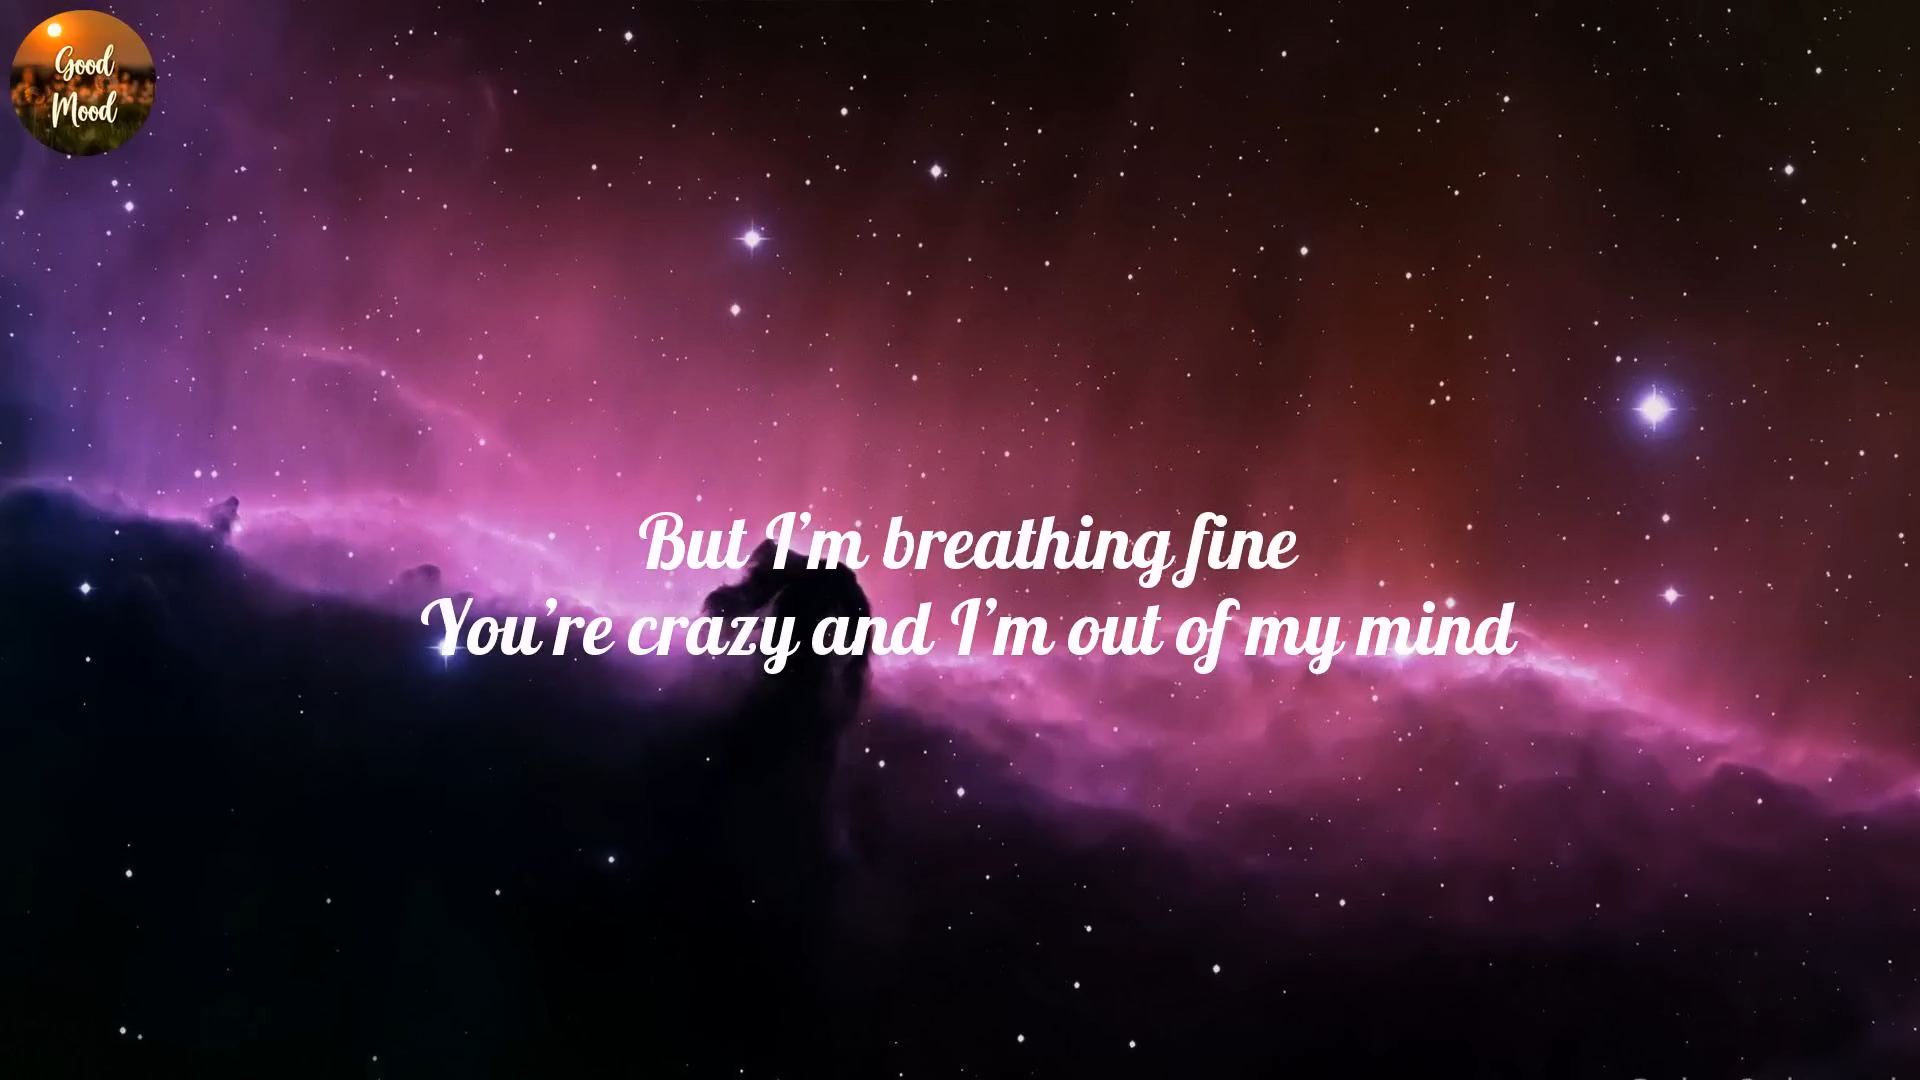 Good
Mood
But I’m breathing fine
You’re crazy and I’m out of my mind